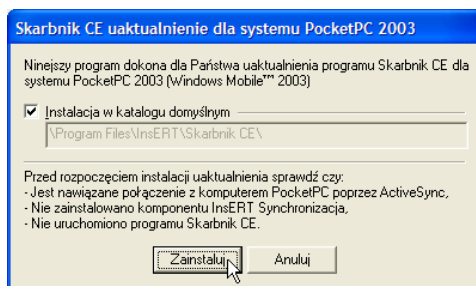 Skarbnik CE uaktualnienie dla systemu PocketPC 2003
Ninejszy program dokona dla Państwa uaktualnienia programu Skarbnik CE dla
systemu PocketPC 2003 (Windows Mobile™ 2003)
Instalacja w katalogu domyślnym
\Program Files\InsERT\Skarbnik CE\
Przed rozpoczęciem instalacji uaktualnienia sprawdź czy:
- Jest nawiązane połączenie z komputerem PocketPC poprzez ActiveSync,
- Nie zainstalowano komponentu InsERT Synchronizacja,
- Nie uruchomiono programu Skarbnik CE.
Zainstaluj Anuluj